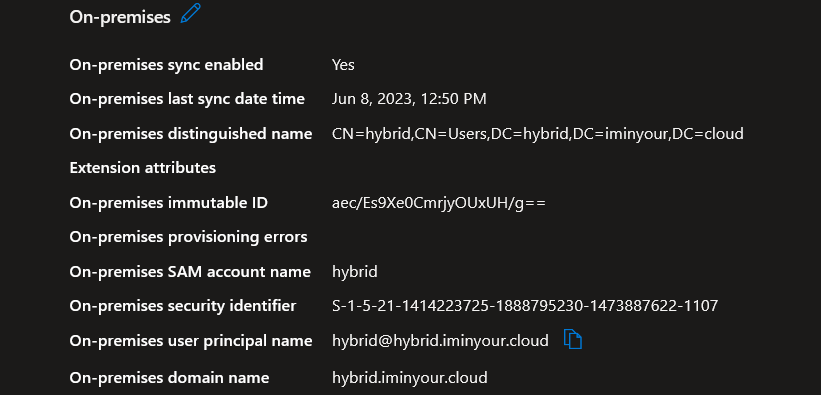 On-premises
On-premises sync enabled Yes
On-premises last sync date time Jun 8, 2023, 12:50 PM
On-premises distinguished name CN=hybrid,CN=Users,DC=hybrid,DC=iminyour,DC=cloud
Extension attributes
On-premises immutable ID aec/Es9Xe0CmrjyOUxUH/g==
On-premises provisioning errors
On-premises SAM account name hybrid
On-premises security identifier S-1-5-21-1414223725-1888795230-1473887622-1107
On-premises user principal name hybrid@hybrid.iminyour.cloud
On-premises domain name hybrid.iminyour.cloud